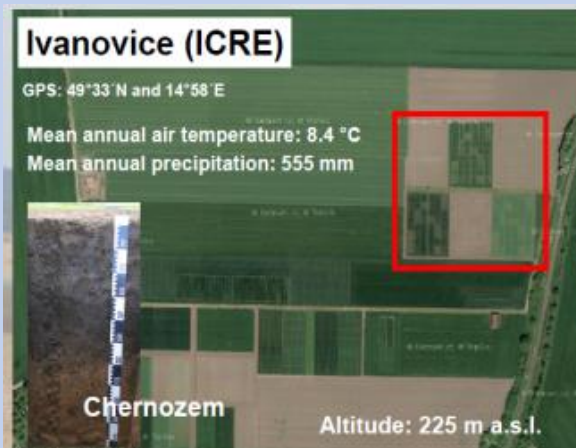 Ivanovice (ICRE)
GPS: 49°33´N and 14°58´E
Mean annual air temperature: 8.4 °C
Mean annual precipitation: 555 mm
Chernozem
Altitude: 225 m a.s.l.